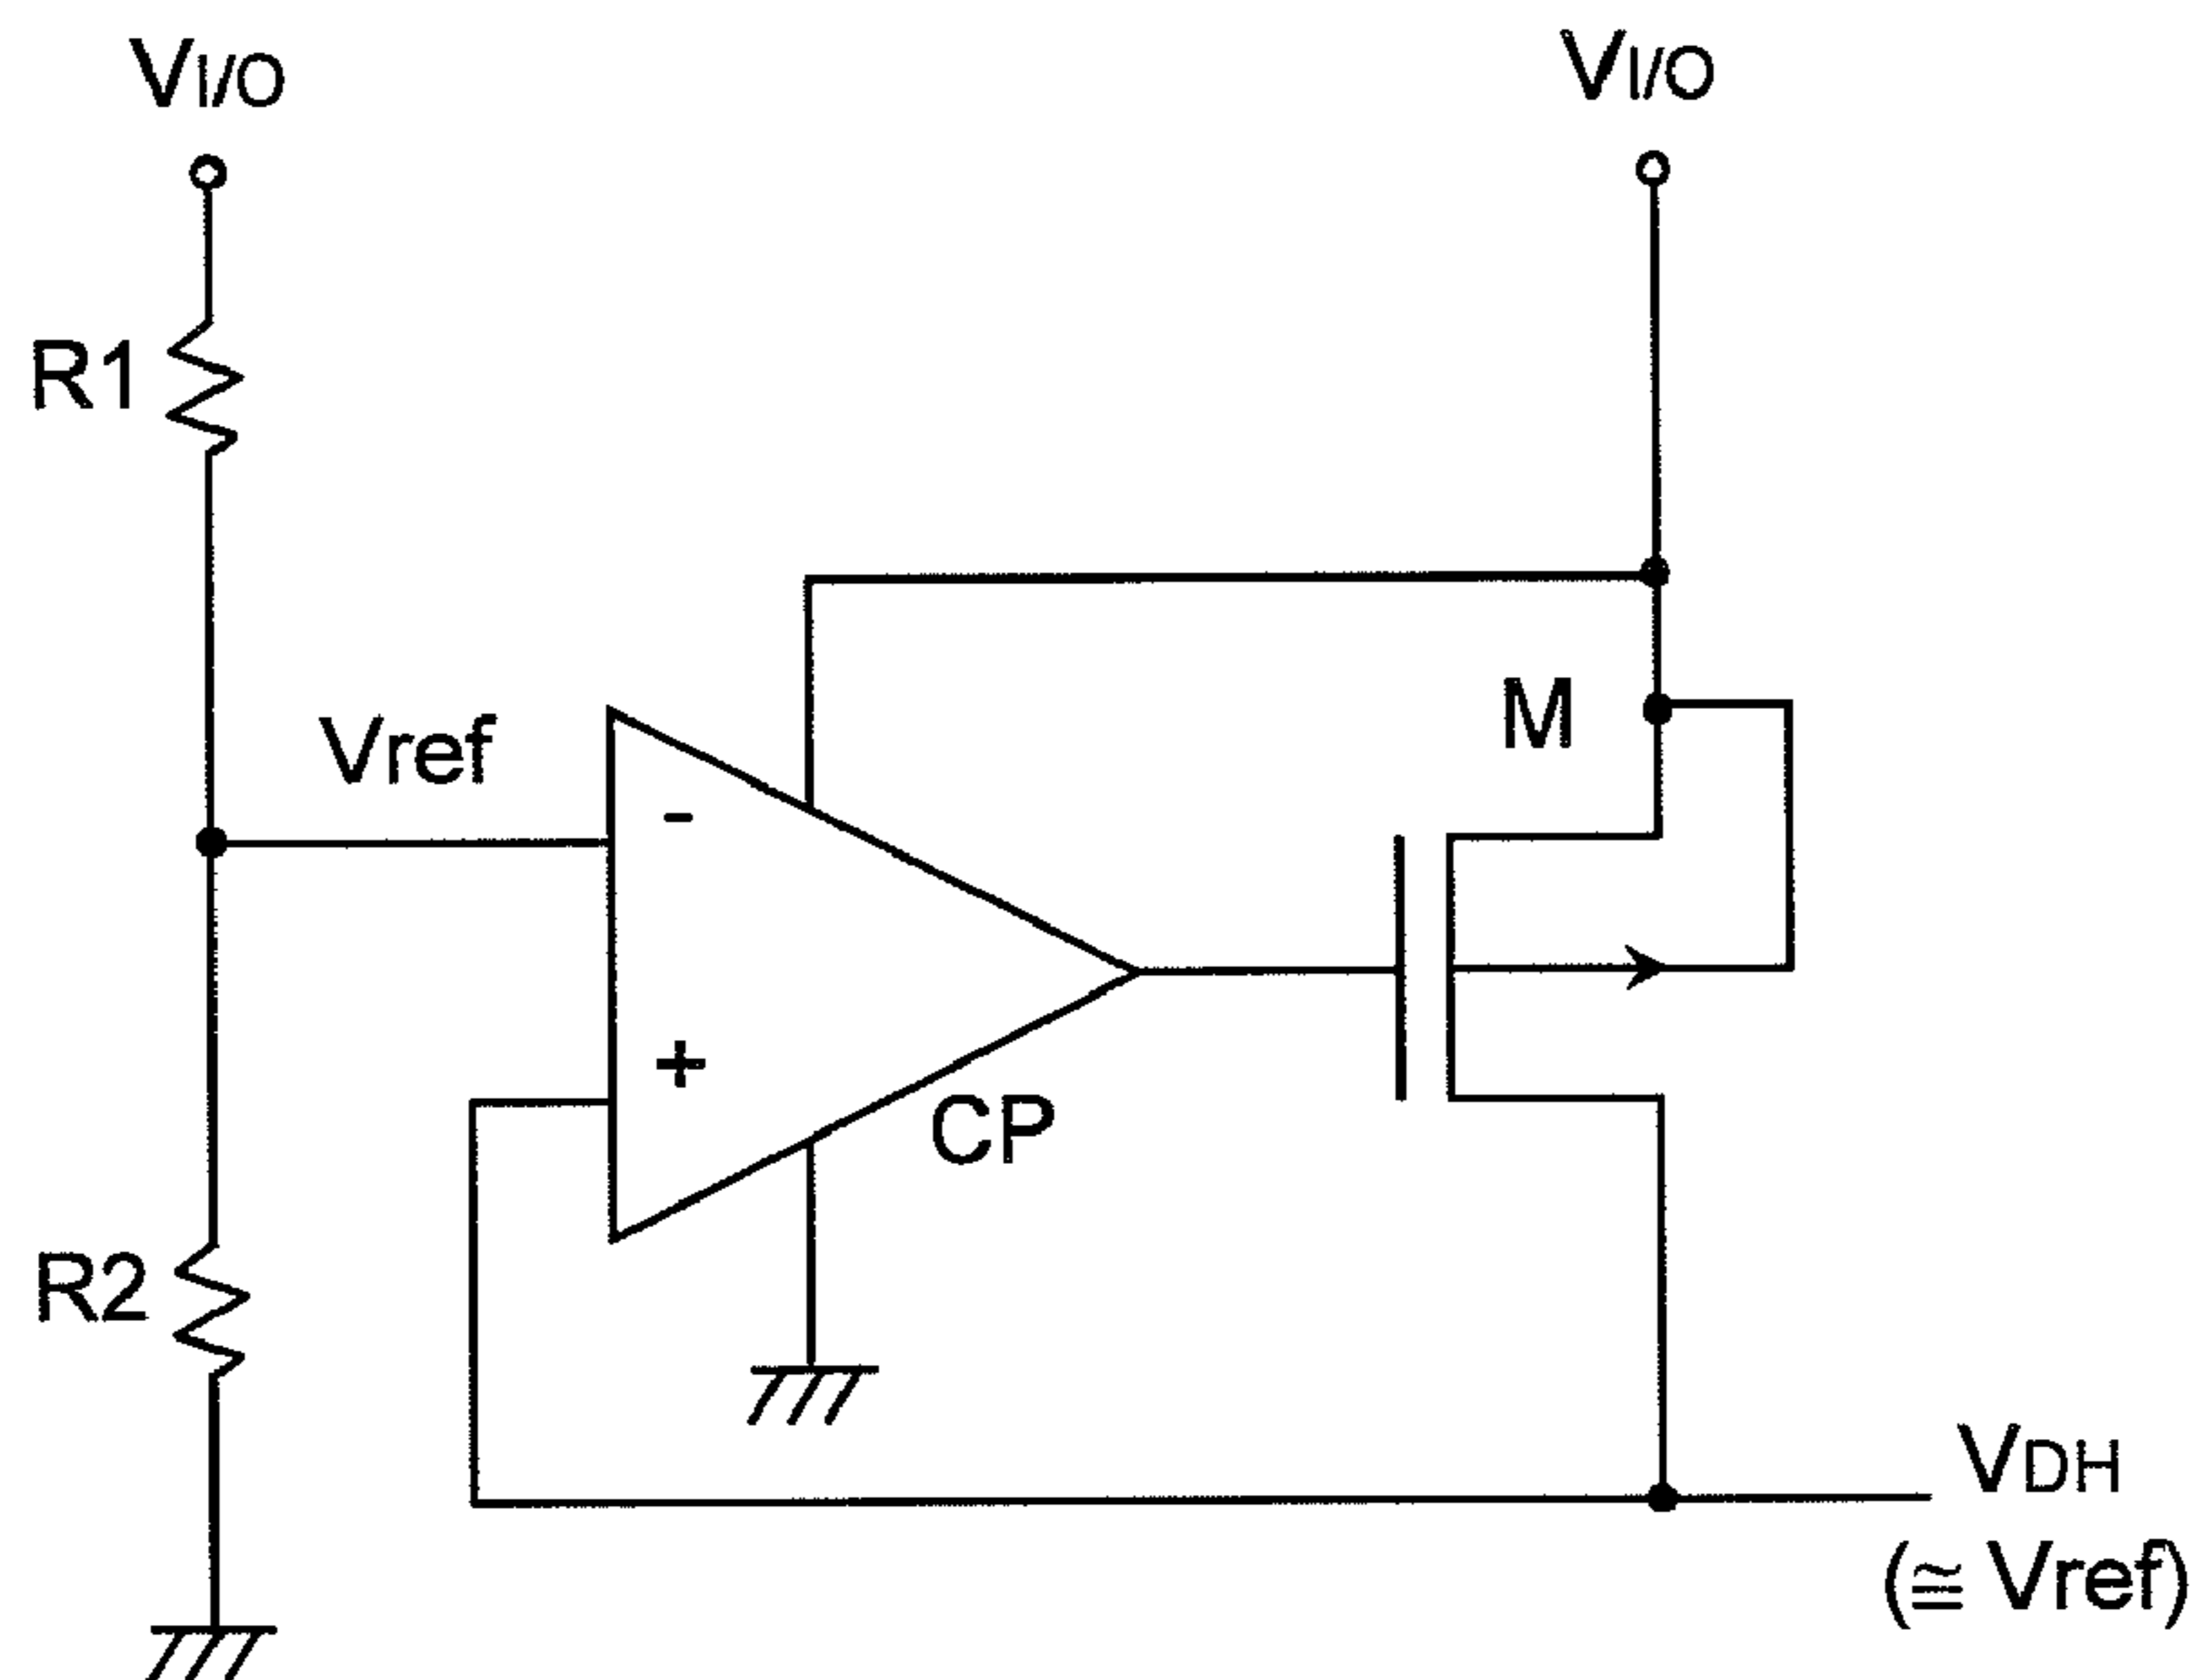 VI/O
VI/O
R1
M
Vref
-
+
CP
R2
VDH
(≅ Vref)